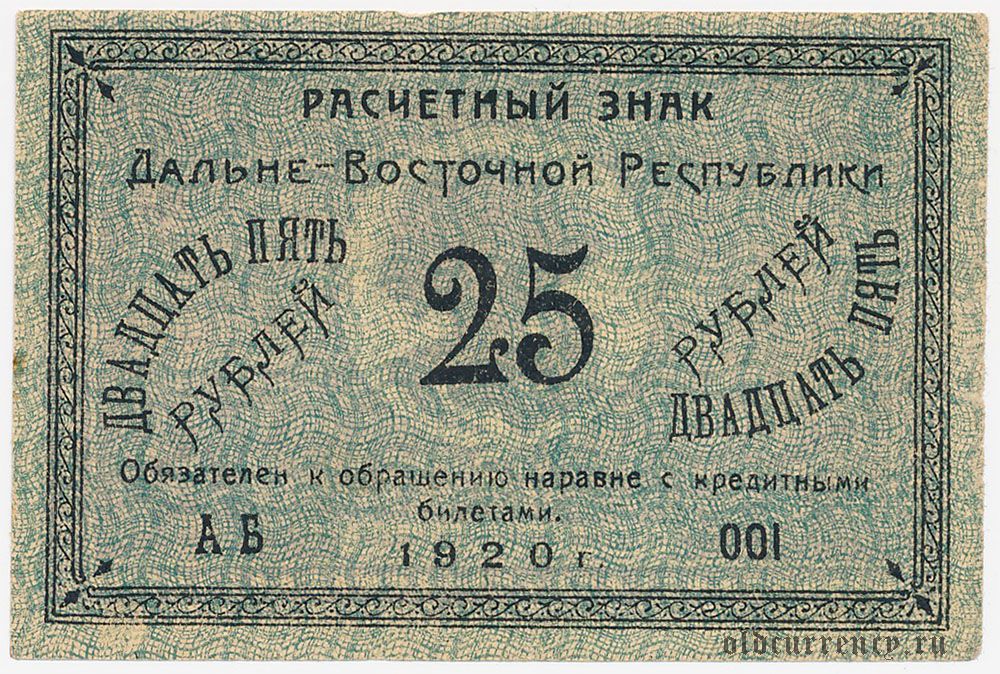 РАСЧЕТНЫЙ ЗНАК
ДАЛЬНЕ-ВОСТОЧНОЙ РЕСПУБЛИКИ
ДВАДЦАТЬ ПЯТЬ
РУБЛЕЙ
25
РУБЛЕЙ
ДВАДЦАТЬ ПЯТЬ
Обязателен к обращению наравне с кредитными
билетами.
АБ
001
1920 г.
oldcurrency.ru